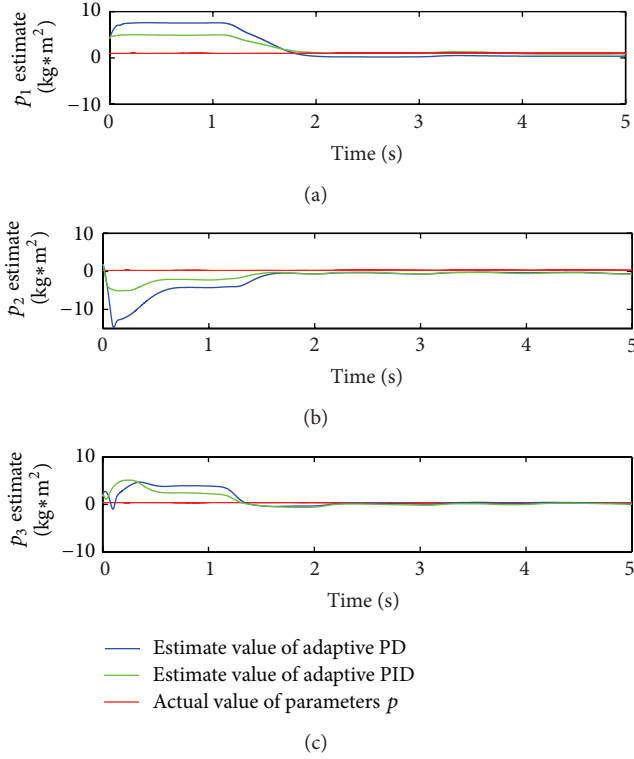 10
0
−10
p₁ estimate
(kg∗m²)
0 1 2 3 4 5
Time (s)
(a)
10
0
−10
p₂ estimate
(kg∗m²)
0 1 2 3 4 5
Time (s)
(b)
10
0
−10
p₃ estimate
(kg∗m²)
0 1 2 3 4 5
Time (s)
Estimate value of adaptive PD
Estimate value of adaptive PID
Actual value of parameters p
(c)